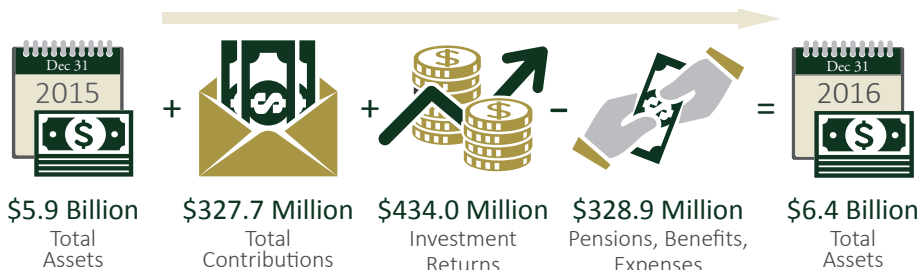 Dec 31
2015
$
+
$
+
$
$
−
$
=
Dec 31
2016
$
$5.9 Billion
Total
Assets
$327.7 Million
Total
Contributions
$434.0 Million
Investment
Returns
$328.9 Million
Pensions, Benefits,
Expenses
$6.4 Billion
Total
Assets